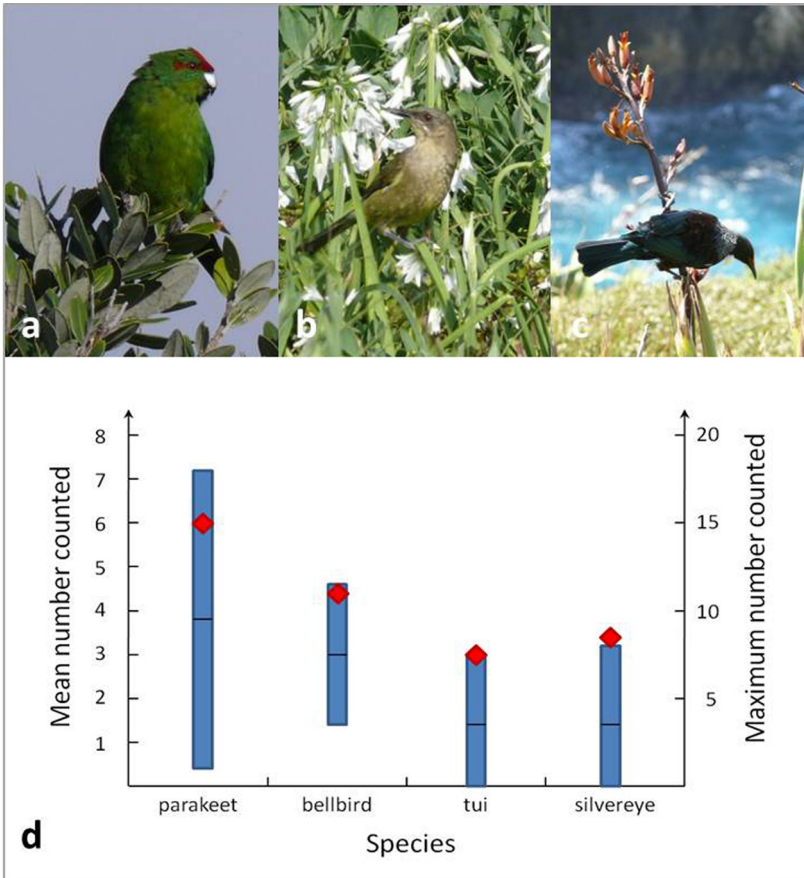 a
b
c
8
7
6
5
4
3
2
1
Mean number counted
20
15
10
5
Maximum number counted
parakeet
bellbird
tui
silvereye
Species
d